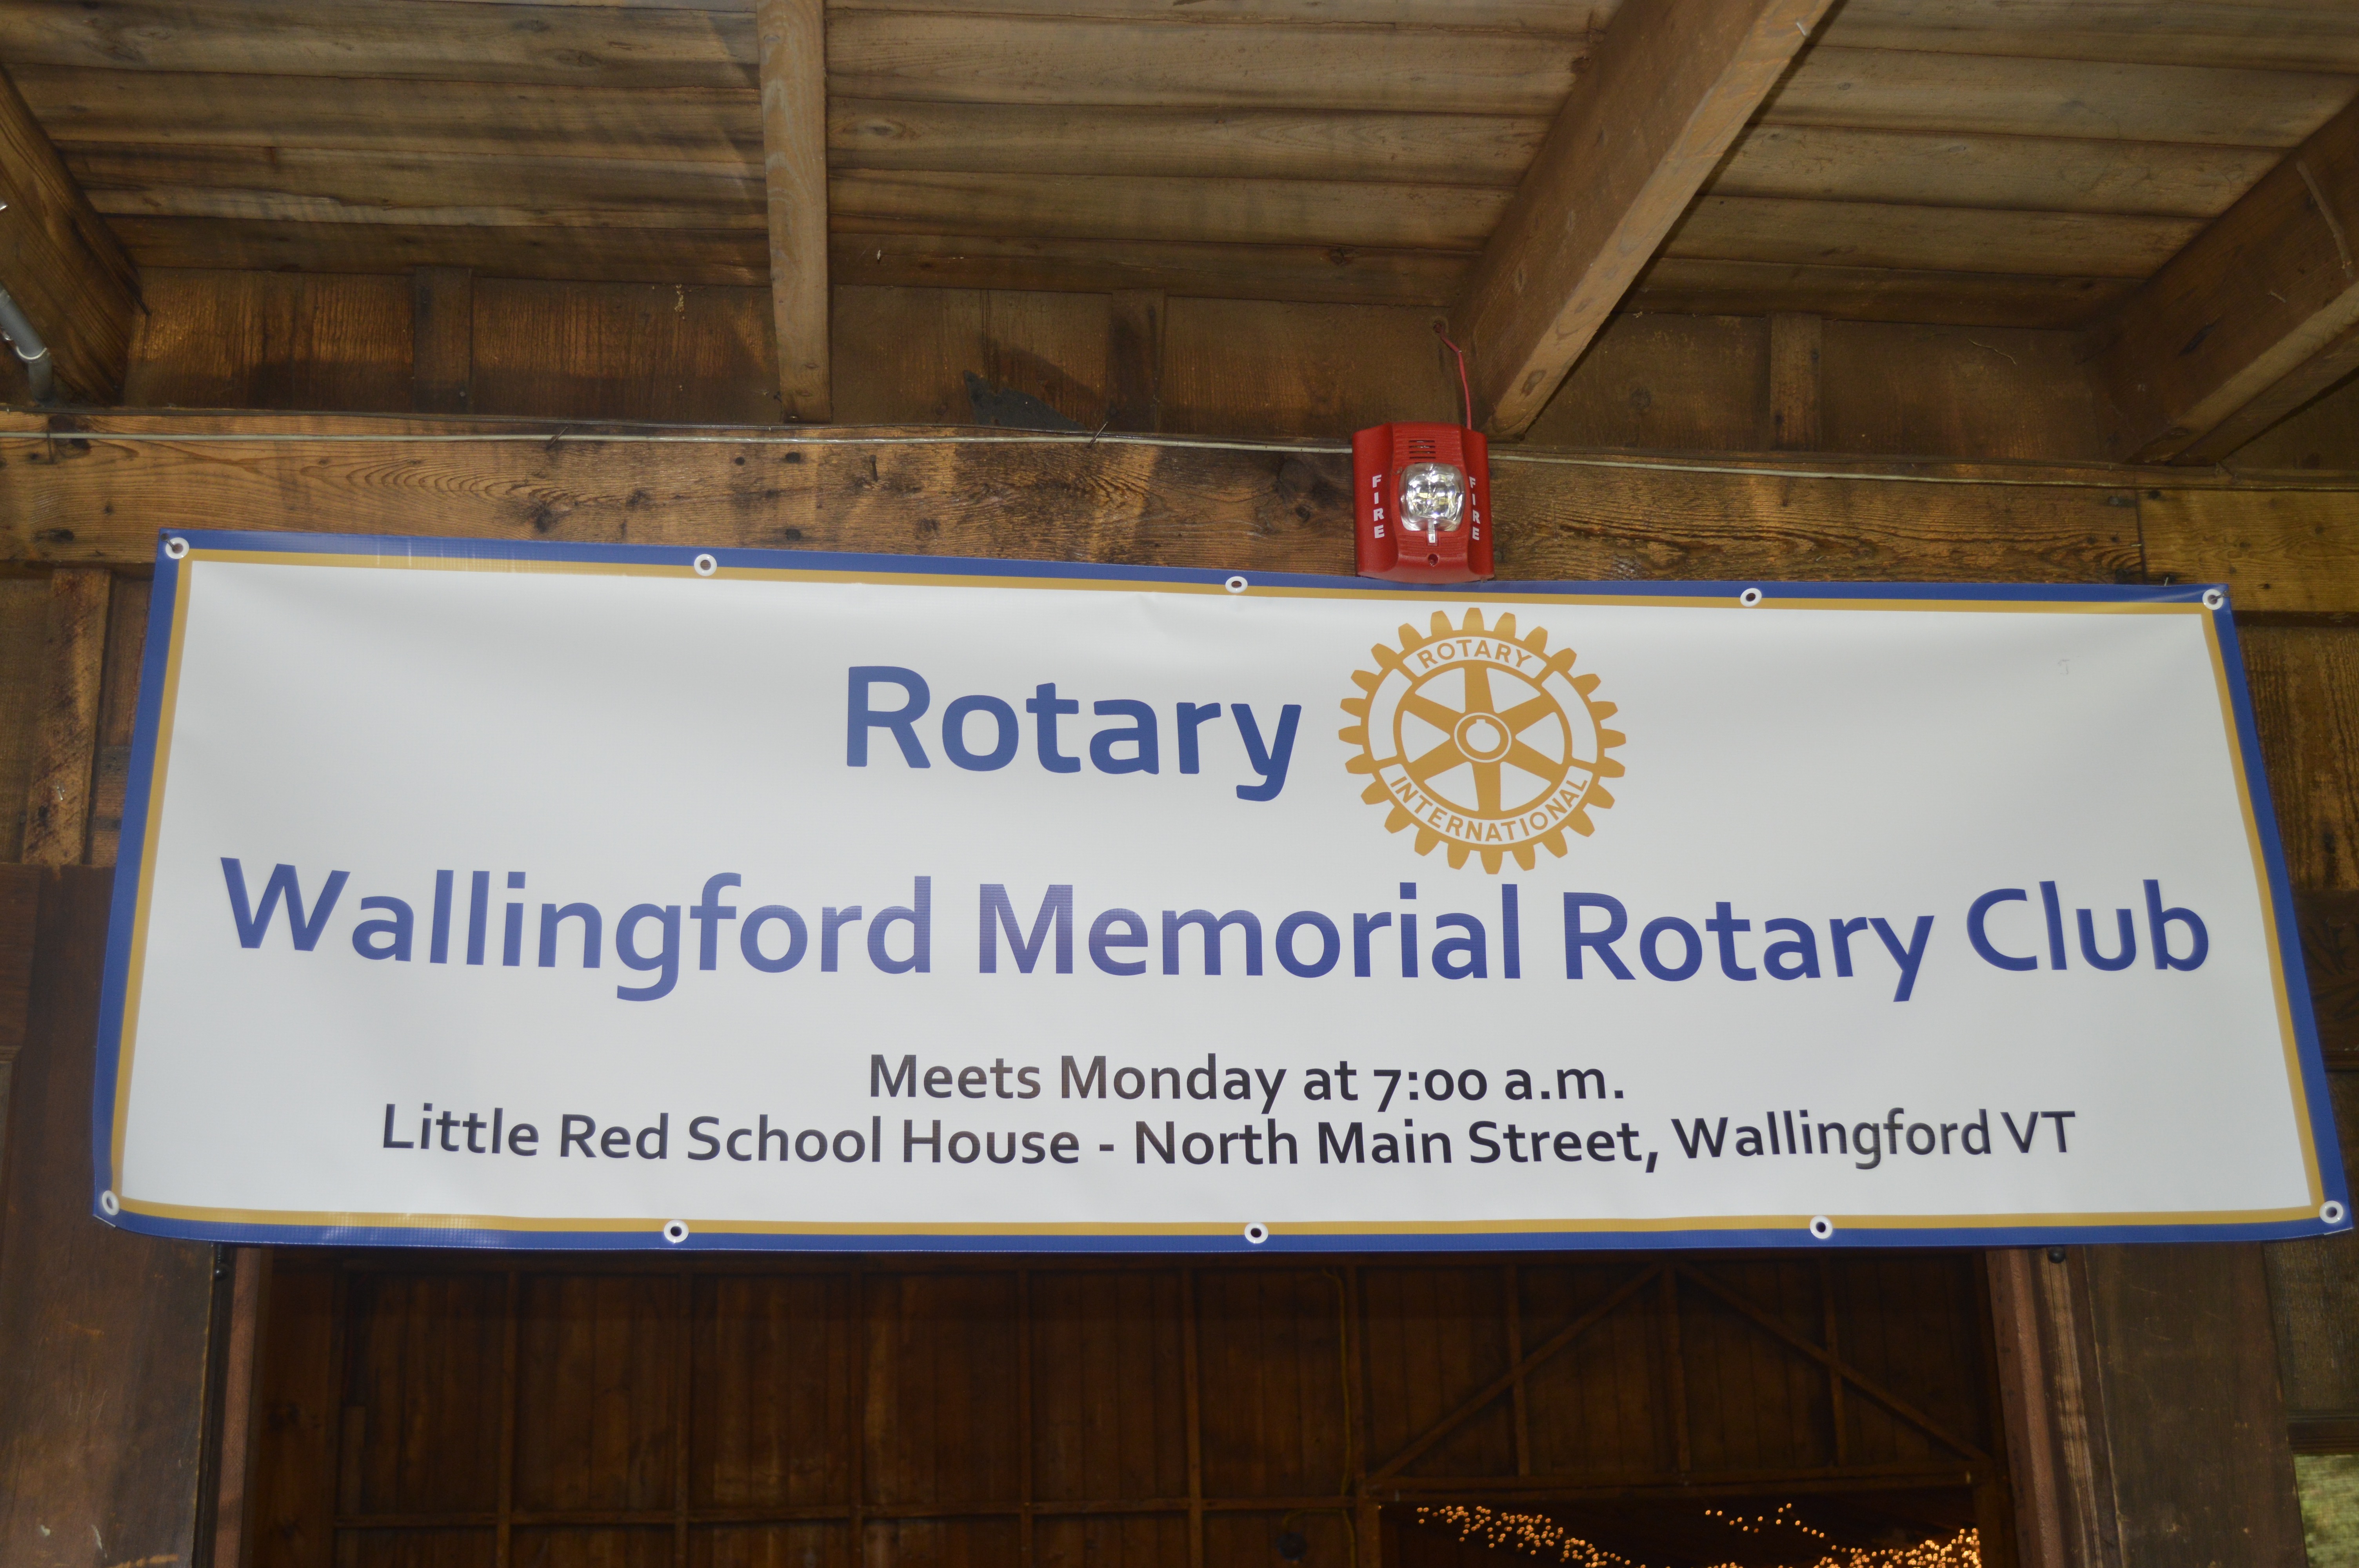 FIRE
FIRE
Rotary
ROTARY
INTERNATIONAL
Wallingford Memorial Rotary Club
Meets Monday at 7:00 a.m.
Little Red School House - North Main Street, Wallingford VT